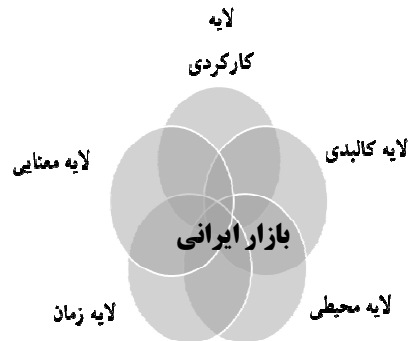 لایه
کارکردی
لایه کالبدی
لایه معنایی
بازار ایرانی
لایه محیطی
لایه زمان